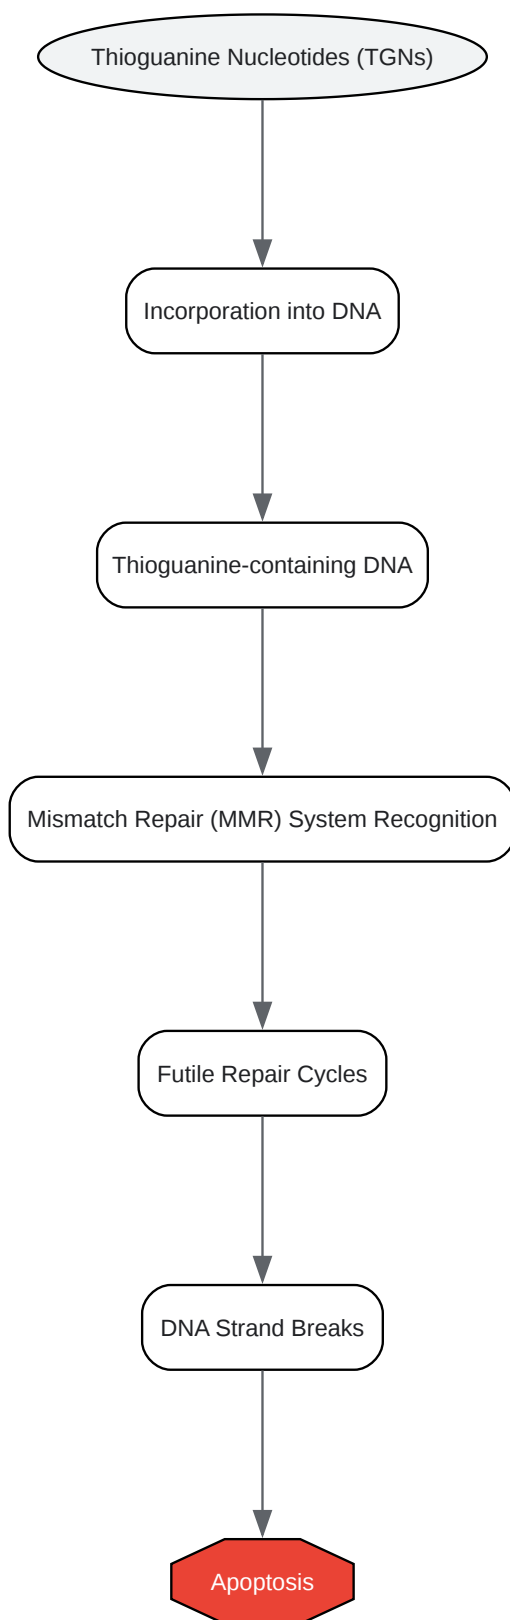 Thioguanine Nucleotides (TGNs)
Incorporation into DNA
Thioguanine-containing DNA
Mismatch Repair (MMR) System Recognition
Futile Repair Cycles
DNA Strand Breaks
Apoptosis